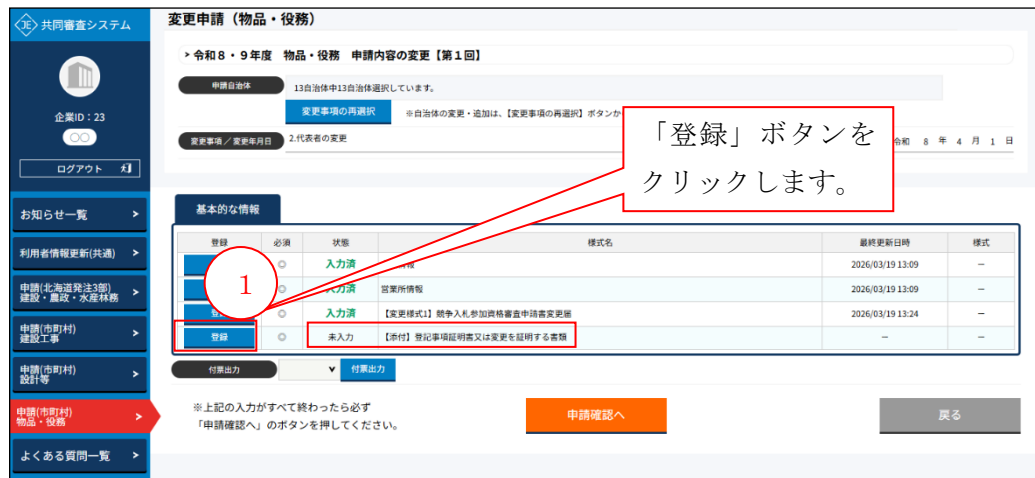 JE 共同審査システム
企業ID：23
○○
ログアウト
お知らせ一覧 >
利用者情報更新(共通) >
申請(北海道発注3部)
建設・農政・水産林務 >
申請(市町村)
建設工事 >
申請(市町村)
設計等 >
申請(市町村)
物品・役務 >
よくある質問一覧 >
変更申請（物品・役務）
> 令和８・９年度 物品・役務 申請内容の変更【第１回】
申請自治体 13自治体中13自治体選択しています。
変更事項の再選択 ※自治体の変更・追加は、【変更事項の再選択】ボタンか
変更事項／変更年月日 2.代表者の変更 令和 8 年 4 月 1 日
「登録」ボタンを
クリックします。
基本的な情報
登録 必須 状態 様式名 最終更新日時 様式
◎ 入力済 2026/03/19 13:09 －
◎ 入力済 営業所情報 2026/03/19 13:09 －
◎ 入力済 【変更様式1】競争入札参加資格審査申請書変更届 2026/03/19 13:24 －
登録 ◎ 未入力 【添付】登記事項証明書又は変更を証明する書類 － －
1
付票出力 付票出力
※上記の入力がすべて終わったら必ず
「申請確認へ」のボタンを押してください。
申請確認へ
戻る